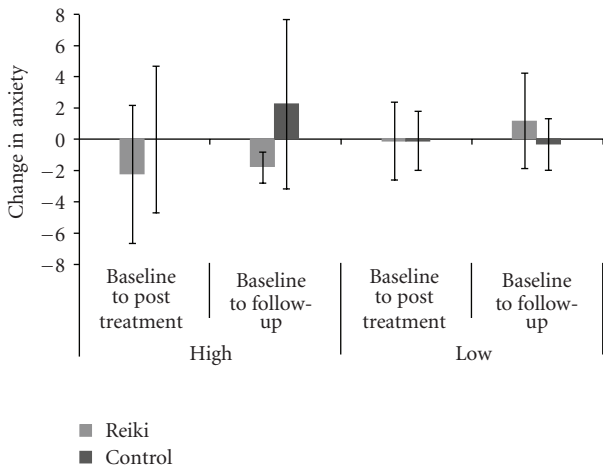 Change in anxiety
8
6
4
2
0
−2
−4
−6
−8
Baseline
to post
treatment
Baseline
to follow-
up
Baseline
to post
treatment
Baseline
to follow-
up
High
Low
Reiki
Control